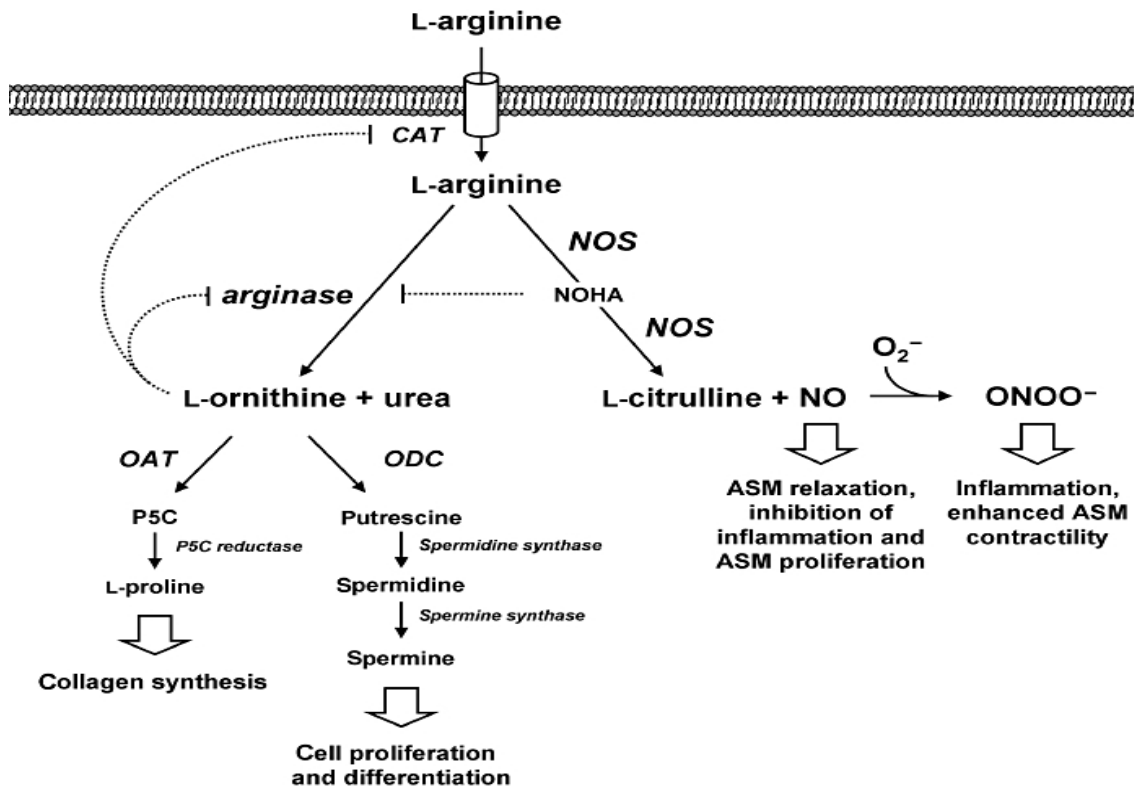 L-arginine
CAT
L-arginine
NOS
arginase
NOHA
NOS
O₂⁻
L-ornithine + urea
L-citrulline + NO
ONOO⁻
OAT
ODC
ASM relaxation,
inhibition of
inflammation and
ASM proliferation
Inflammation,
enhanced ASM
contractility
P5C
P5C reductase
L-proline
Collagen synthesis
Putrescine
Spermidine synthase
Spermidine
Spermine synthase
Spermine
Cell proliferation
and differentiation